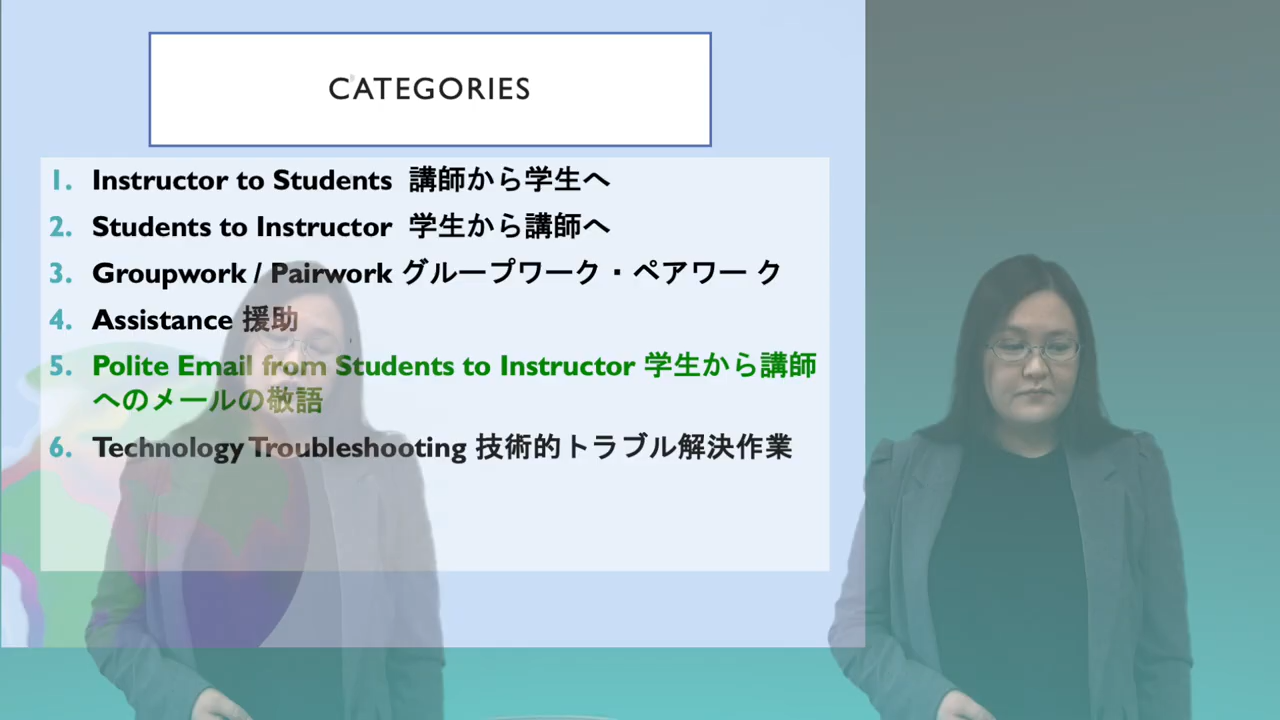 CATEGORIES
1. Instructor to Students 講師から学生へ
2. Students to Instructor 学生から講師へ
3. Groupwork / Pairwork グループワーク・ペアワー ク
4. Assistance 援助
5. Polite Email from Students to Instructor 学生から講師
へのメールの敬語
6. Technology Troubleshooting 技術的トラブル解決作業